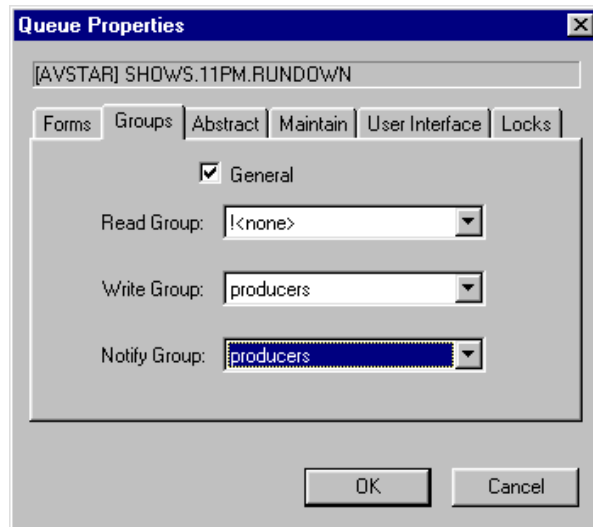 Queue Properties
[AVSTAR] SHOWS.11PM.RUNDOWN
Forms Groups Abstract Maintain User Interface Locks
General
Read Group: !<none>
Write Group: producers
Notify Group: producers
OK Cancel